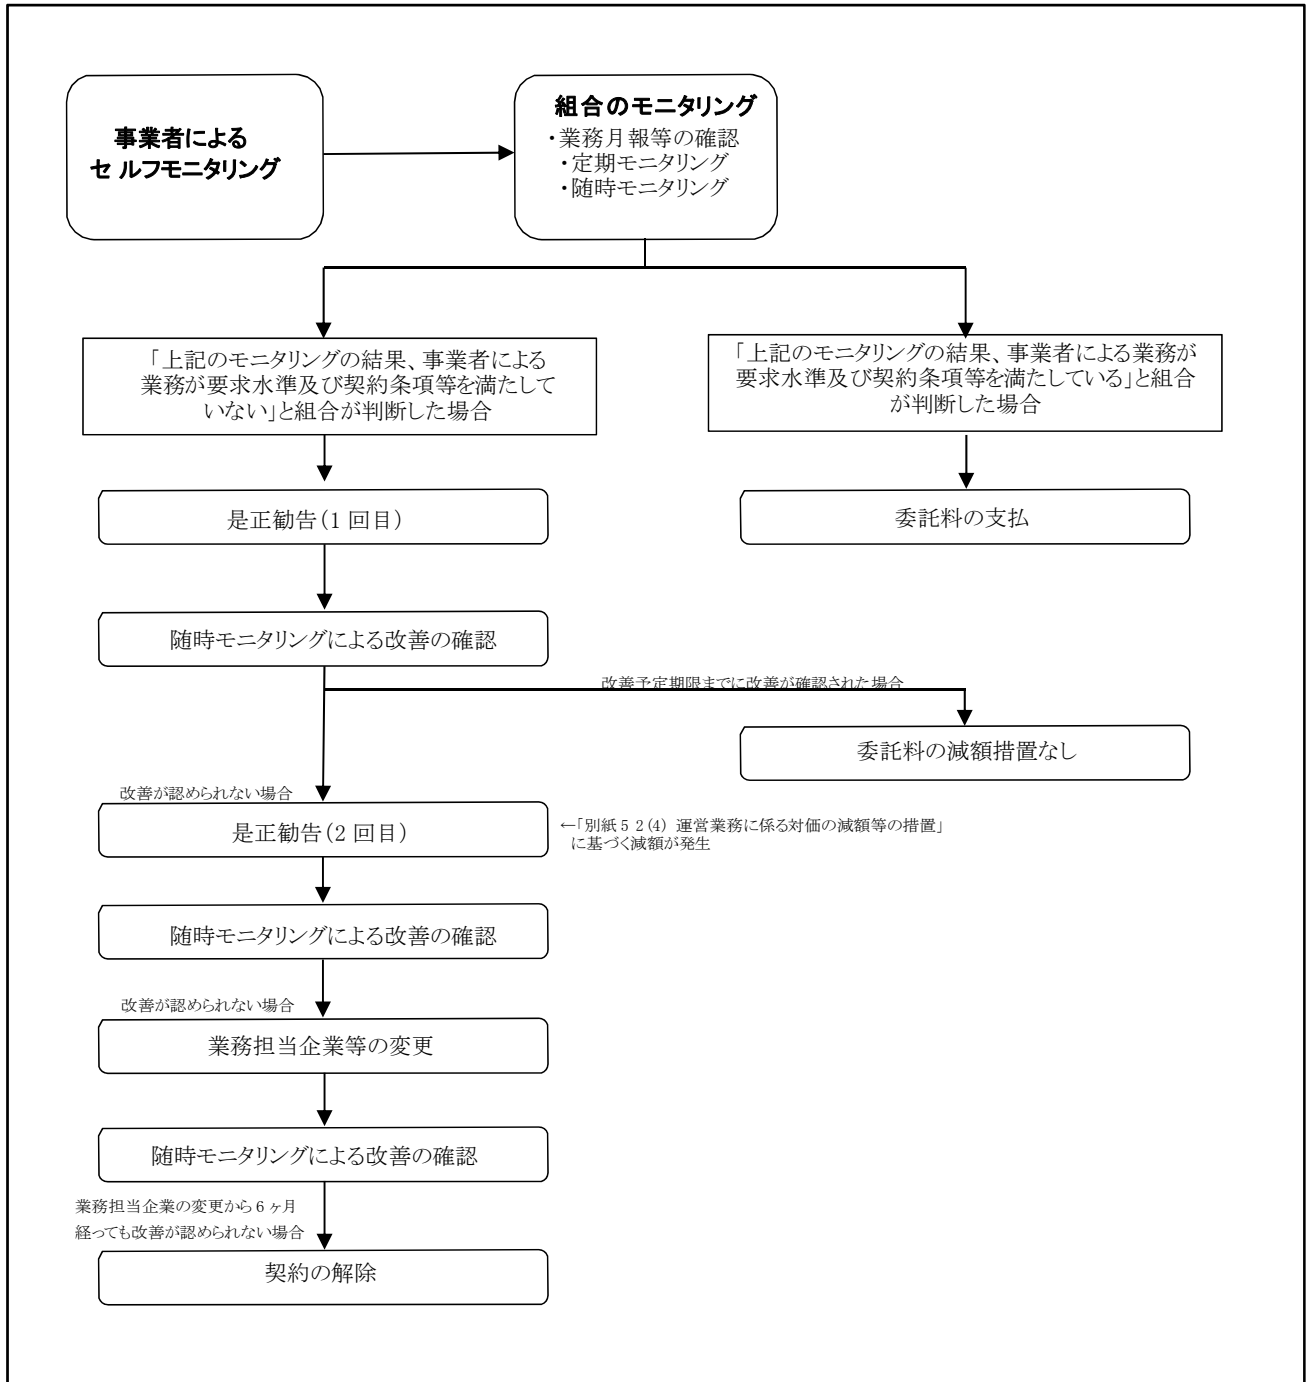 事業者による
セルフモニタリング
組合のモニタリング
・業務月報等の確認
・定期モニタリング
・随時モニタリング
「上記のモニタリングの結果、事業者による
業務が要求水準及び契約条項等を満たして
いない」と組合が判断した場合
「上記のモニタリングの結果、事業者による業務が
要求水準及び契約条項等を満たしている」と組合
が判断した場合
是正勧告(1回目)
委託料の支払
随時モニタリングによる改善の確認
改善予定期限までに改善が確認された場合
委託料の減額措置なし
改善が認められない場合
是正勧告(2回目)
←「別紙5 2(4) 運営業務に係る対価の減額等の措置」
に基づく減額が発生
随時モニタリングによる改善の確認
改善が認められない場合
業務担当企業等の変更
随時モニタリングによる改善の確認
業務担当企業の変更から6ヶ月
経っても改善が認められない場合
契約の解除